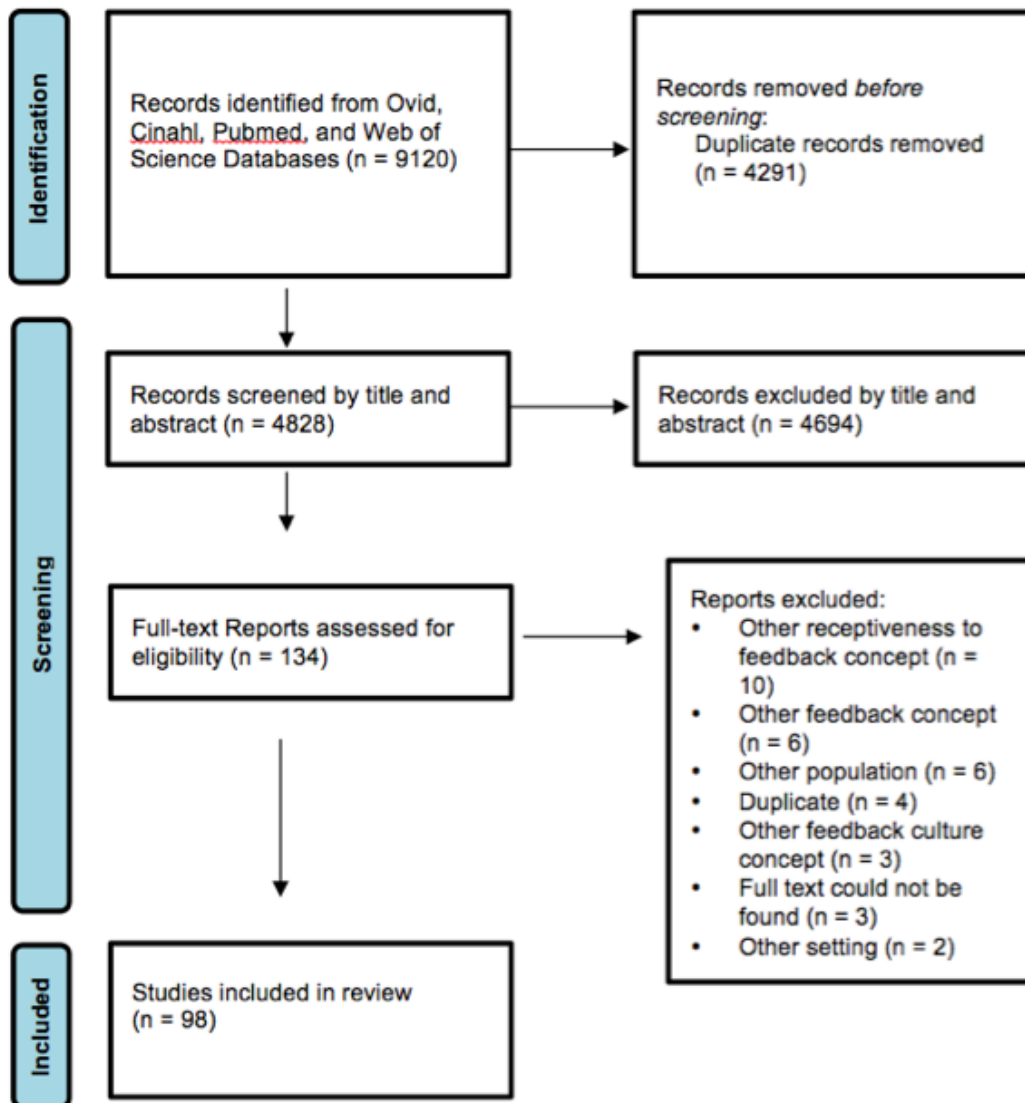 Identification
Records identified from Ovid,
Cinahl, Pubmed, and Web of
Science Databases (n = 9120)
Records removed before
screening:
Duplicate records removed
(n = 4291)
Screening
Records screened by title and
abstract (n = 4828)
Records excluded by title and
abstract (n = 4694)
Full-text Reports assessed for
eligibility (n = 134)
Reports excluded:
• Other receptiveness to
feedback concept (n =
10)
• Other feedback concept
(n = 6)
• Other population (n = 6)
• Duplicate (n = 4)
• Other feedback culture
concept (n = 3)
• Full text could not be
found (n = 3)
• Other setting (n = 2)
Included
Studies included in review
(n = 98)